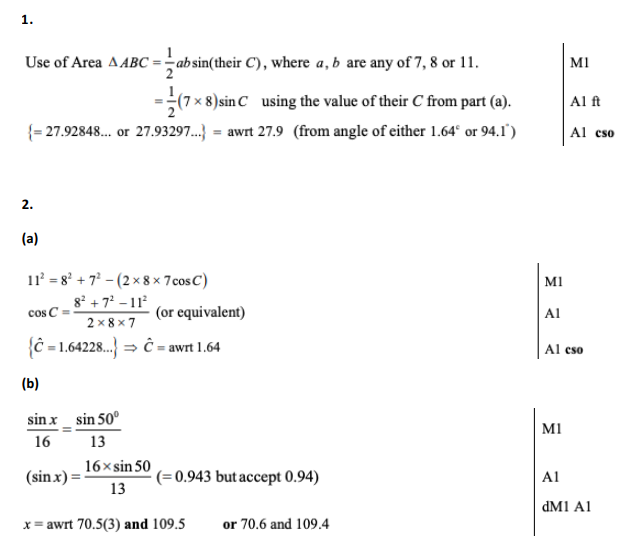 1.
Use of Area ΔABC = 1/2 ab sin(their C), where a, b are any of 7, 8 or 11. M1
= 1/2 (7 × 8) sin C using the value of their C from part (a). A1 ft
{= 27.92848... or 27.93297...} = awrt 27.9 (from angle of either 1.64ᶜ or 94.1°) A1 cso
2.
(a)
11² = 8² + 7² − (2 × 8 × 7 cos C) M1
cos C = (8² + 7² − 11²)/(2 × 8 × 7) (or equivalent) A1
{Ĉ = 1.64228...} ⇒ Ĉ = awrt 1.64 A1 cso
(b)
sin x/16 = sin 50⁰/13 M1
(sin x) = (16 × sin 50)/13 (= 0.943 but accept 0.94) A1
dM1 A1
x = awrt 70.5(3) and 109.5 or 70.6 and 109.4